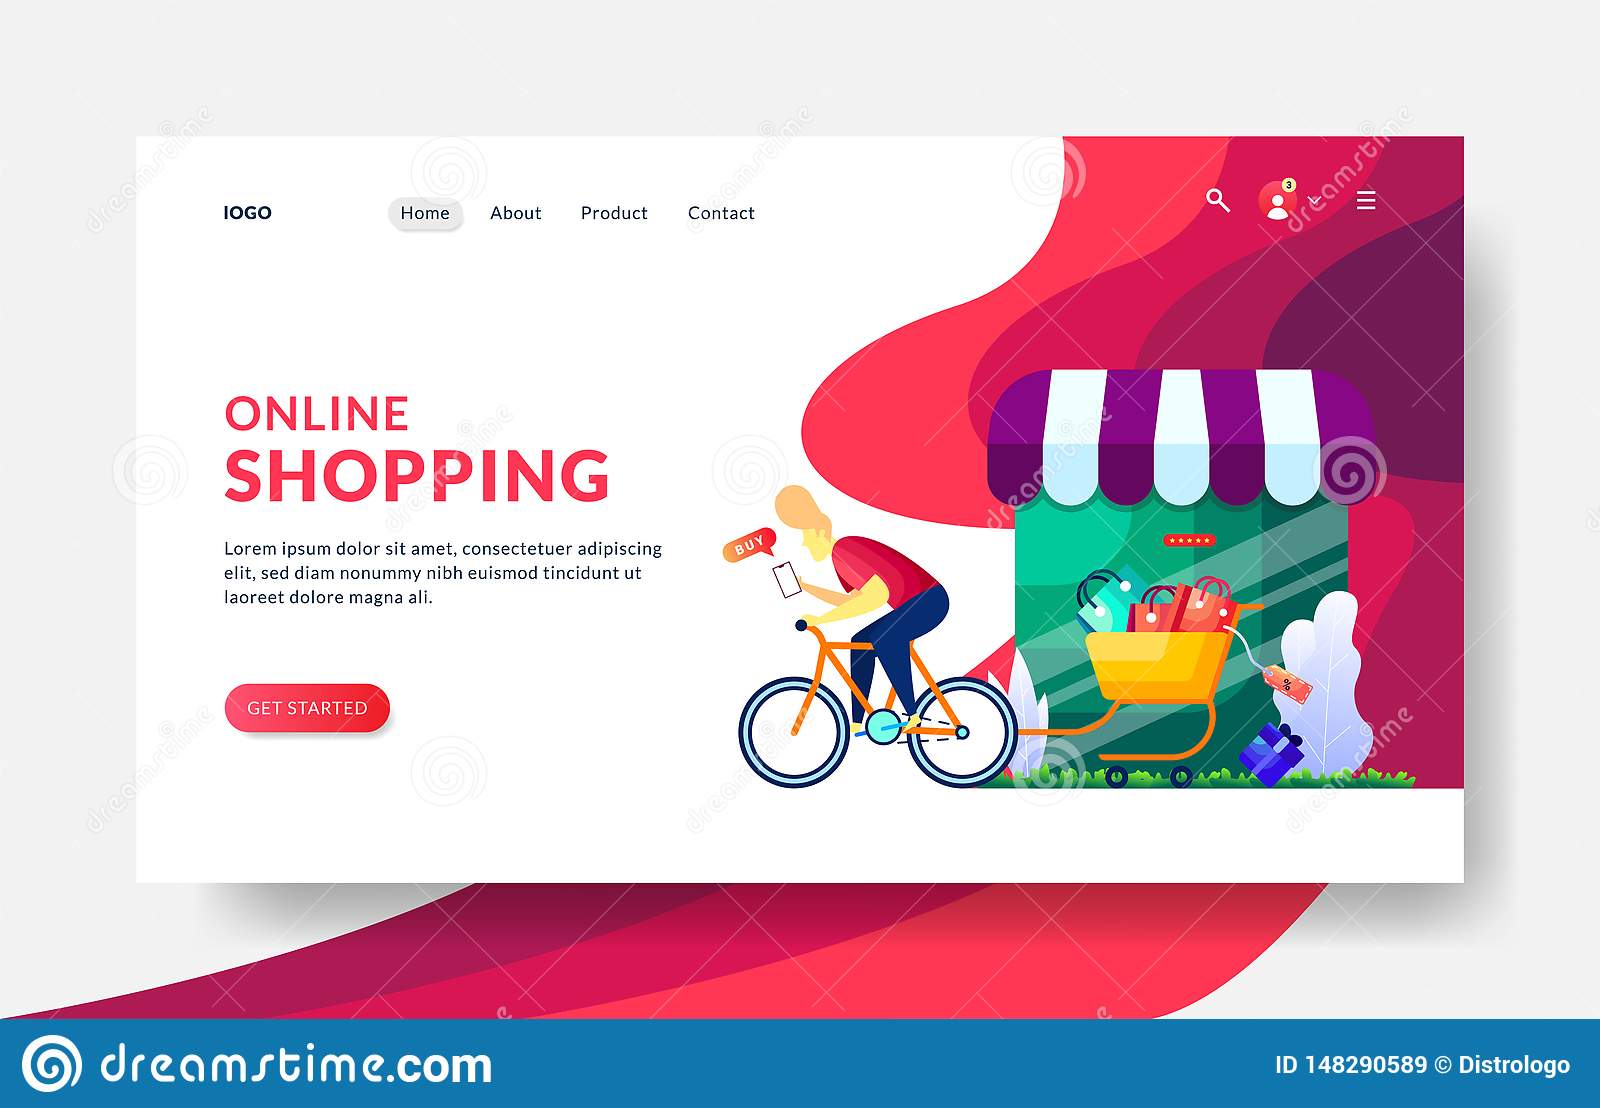 IOGO
Home About Product Contact
3
ONLINE
SHOPPING
BUY
Lorem ipsum dolor sit amet, consectetuer adipiscing
elit, sed diam nonummy nibh euismod tincidunt ut
laoreet dolore magna ali.
GET STARTED
%
dreamstime.com
ID 148290589 © Distrologo